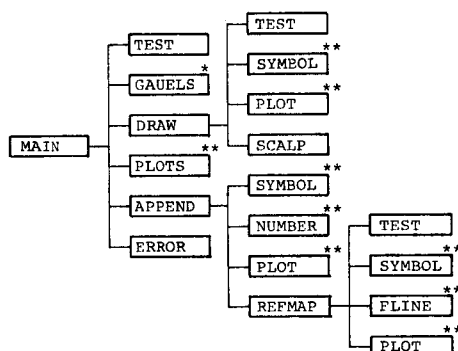 TEST
TEST
SYMBOL **
GAUELS *
PLOT **
DRAW
SCALP
MAIN
PLOTS **
SYMBOL **
APPEND
NUMBER **
TEST
ERROR
PLOT **
SYMBOL **
REFMAP
FLINE **
PLOT **